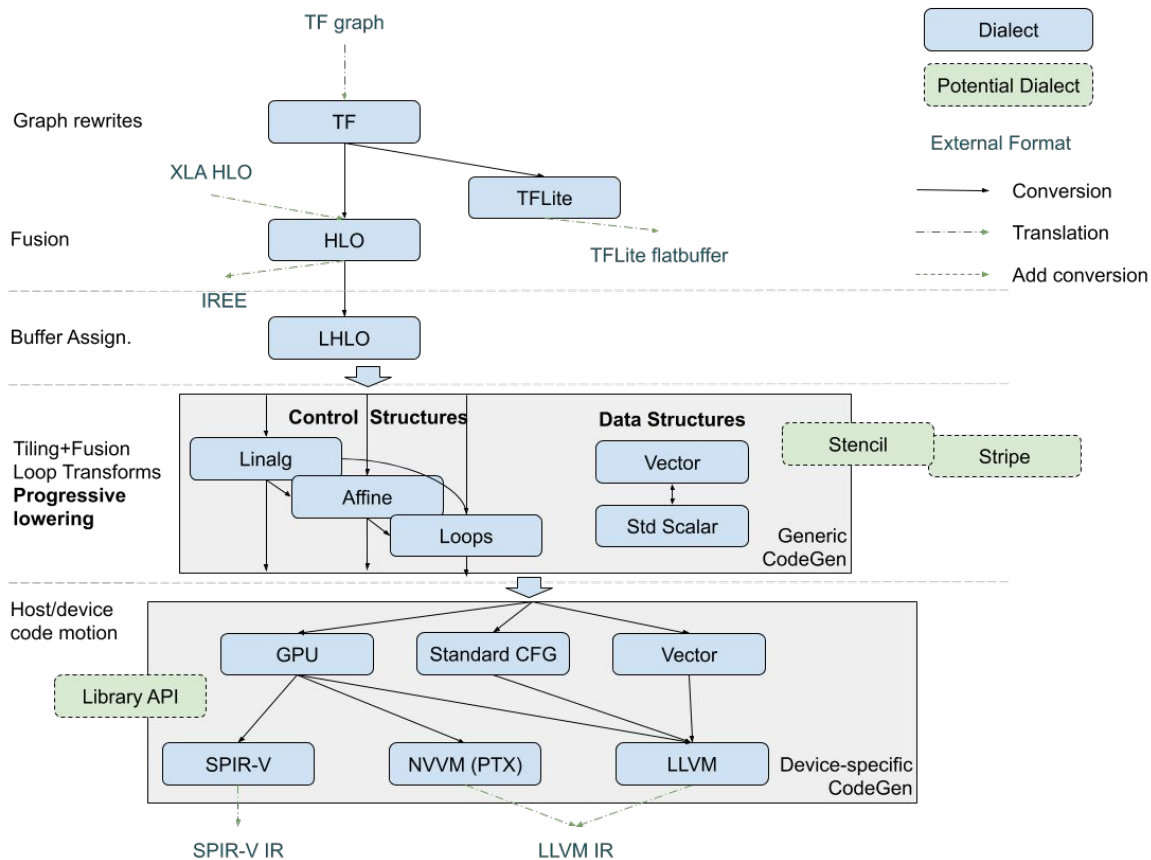 TF graph
Dialect
Potential Dialect
Graph rewrites
TF
External Format
XLA HLO
TFLite
Conversion
Fusion
HLO
TFLite flatbuffer
Translation
IREE
Add conversion
Buffer Assign.
LHLO
Control Structures
Data Structures
Tiling+Fusion
Loop Transforms
Progressive
lowering
Linalg
Affine
Loops
Vector
Std Scalar
Stencil
Stripe
Generic
CodeGen
Host/device
code motion
GPU
Standard CFG
Vector
Library API
SPIR-V
NVVM (PTX)
LLVM
Device-specific
CodeGen
SPIR-V IR
LLVM IR